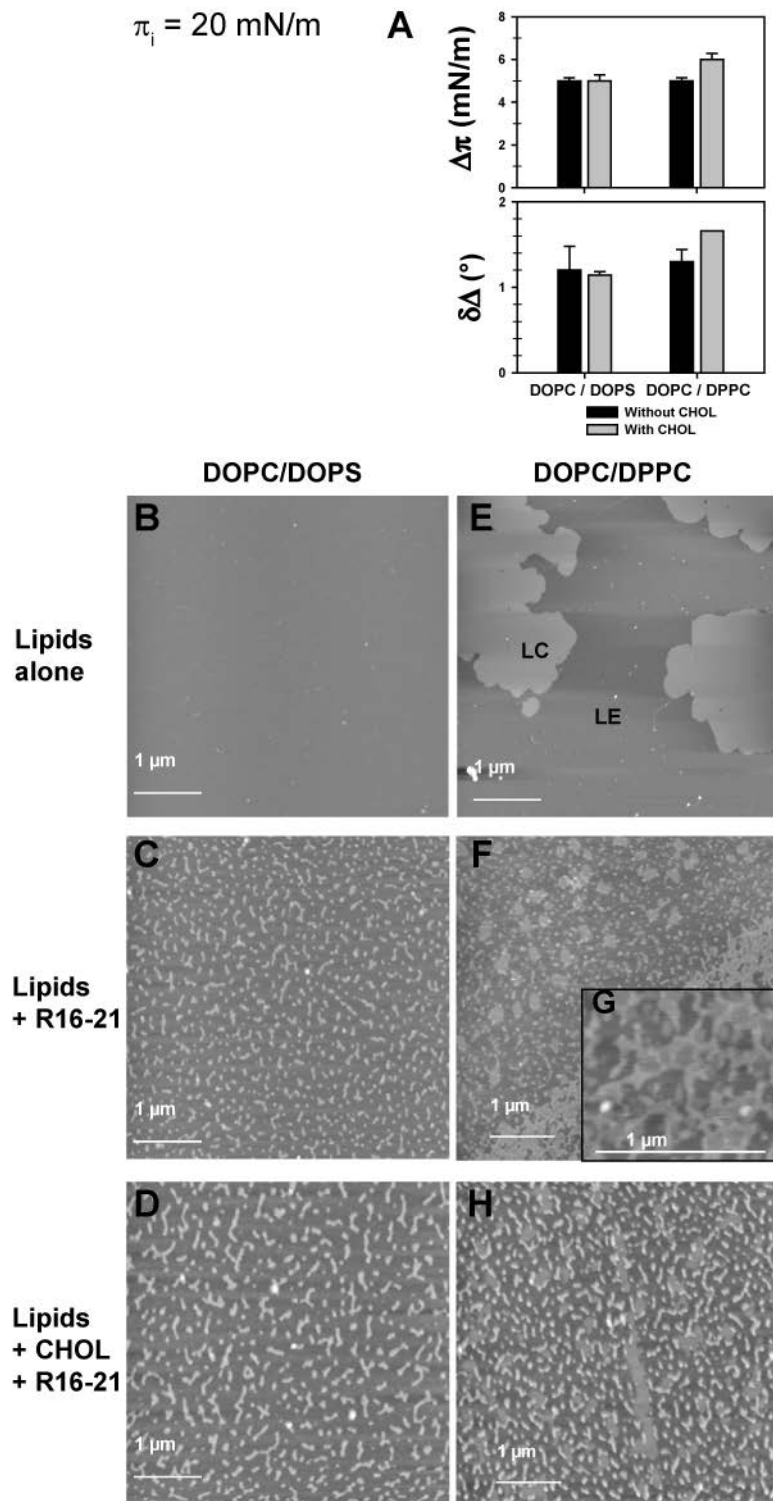 πi = 20 mN/m
A
Δπ (mN/m)
8
6
4
2
0
δΔ (°)
2
1
0
DOPC / DOPS DOPC / DPPC
Without CHOL
With CHOL
DOPC/DOPS DOPC/DPPC
Lipids
alone
B
1 µm
E
LC
LE
1 µm
Lipids
+ R16-21
C
1 µm
F
1 µm
G
1 µm
Lipids
+ CHOL
+ R16-21
D
1 µm
H
1 µm